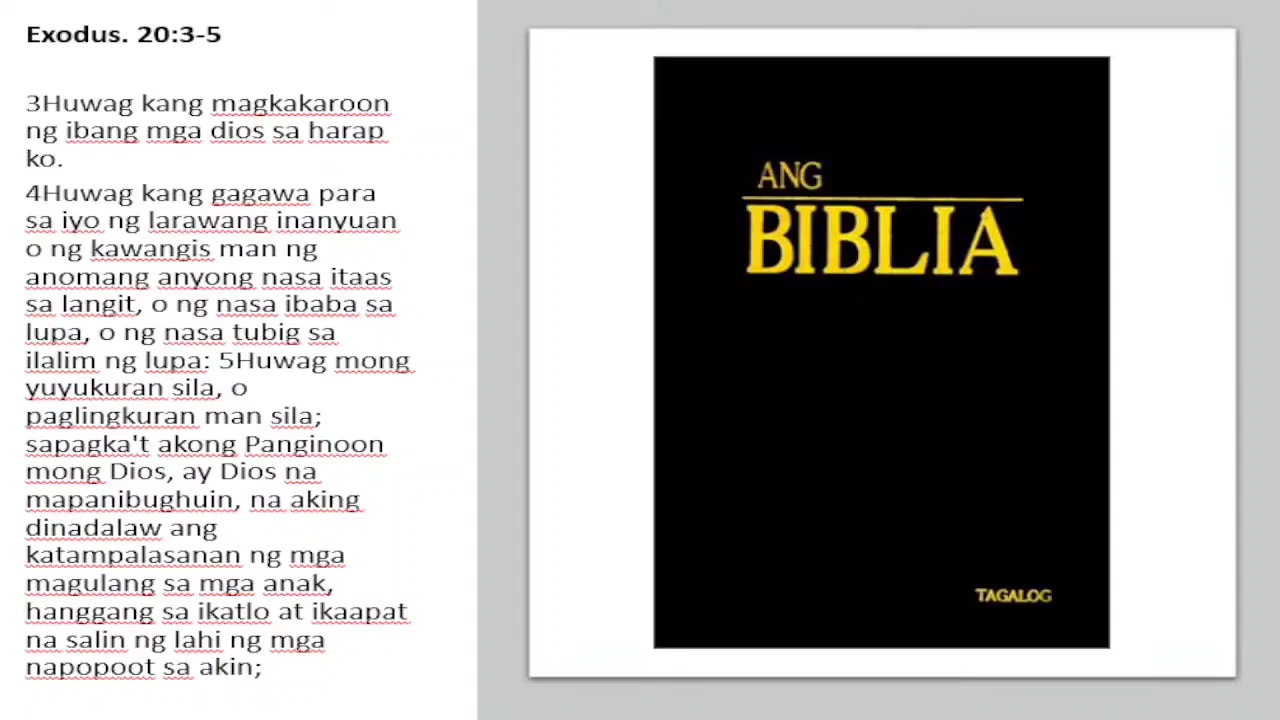 Exodus. 20:3-5
3Huwag kang magkakaroon
ng ibang mga dios sa harap
ko.
4Huwag kang gagawa para
sa iyo ng larawang inanyuan
o ng kawangis man ng
anomang anyong nasa itaas
sa langit, o ng nasa ibaba sa
lupa, o ng nasa tubig sa
ilalim ng lupa: 5Huwag mong
yuyukuran sila, o
paglingkuran man sila;
sapagka't akong Panginoon
mong Dios, ay Dios na
mapanibughuin, na aking
dinadalaw ang
katampalasanan ng mga
magulang sa mga anak,
hanggang sa ikatlo at ikaapat
na salin ng lahi ng mga
napopoot sa akin;
ANG
BIBLIA
TAGALOG